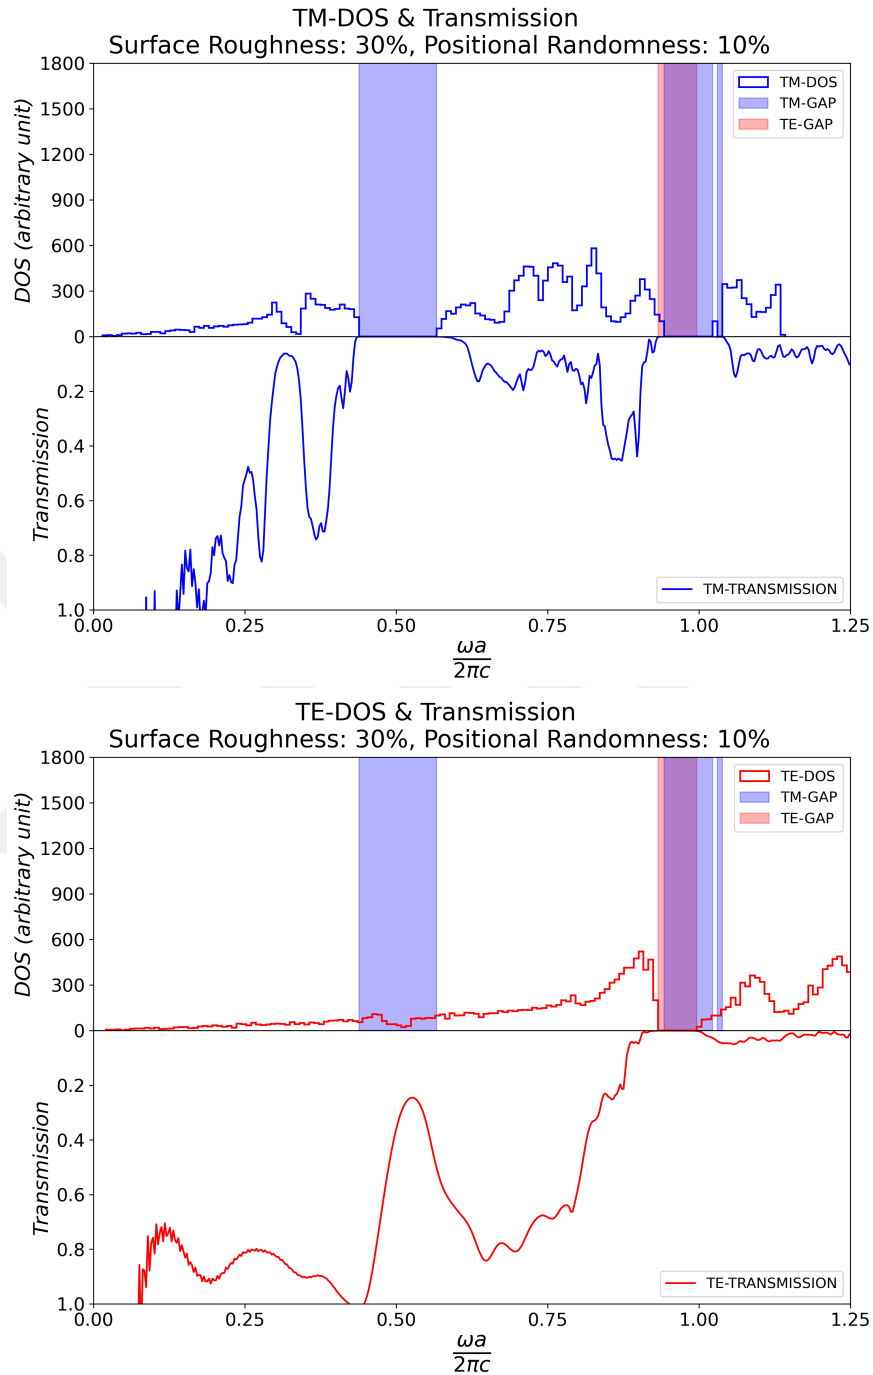 TM-DOS & Transmission
Surface Roughness: 30%, Positional Randomness: 10%
1800
1500
1200
900
600
300
0
DOS (arbitrary unit)
TM-DOS
TM-GAP
TE-GAP
0.2
0.4
0.6
0.8
1.0
Transmission
TM-TRANSMISSION
0.00 0.25 0.50 0.75 1.00 1.25
ωa
2πc
TE-DOS & Transmission
Surface Roughness: 30%, Positional Randomness: 10%
1800
1500
1200
900
600
300
0
DOS (arbitrary unit)
TE-DOS
TM-GAP
TE-GAP
0.2
0.4
0.6
0.8
1.0
Transmission
TE-TRANSMISSION
0.00 0.25 0.50 0.75 1.00 1.25
ωa
2πc